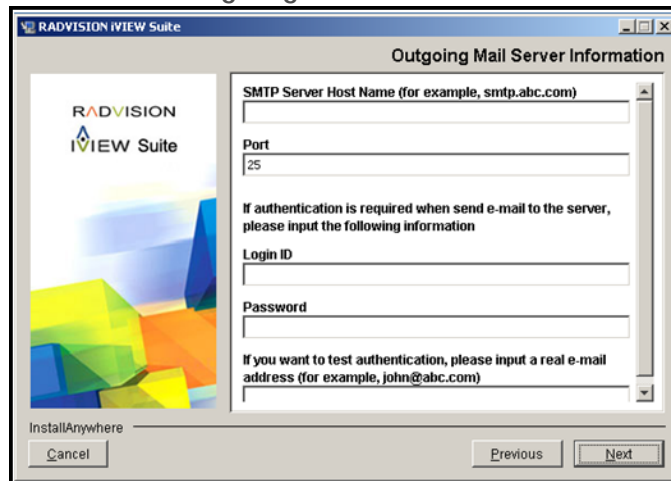 RADVISION iVIEW Suite
Outgoing Mail Server Information
RADVISION
iVIEW Suite
SMTP Server Host Name (for example, smtp.abc.com)
Port
25
If authentication is required when send e-mail to the server,
please input the following information
Login ID
Password
If you want to test authentication, please input a real e-mail
address (for example, john@abc.com)
InstallAnywhere
Cancel
Previous
Next